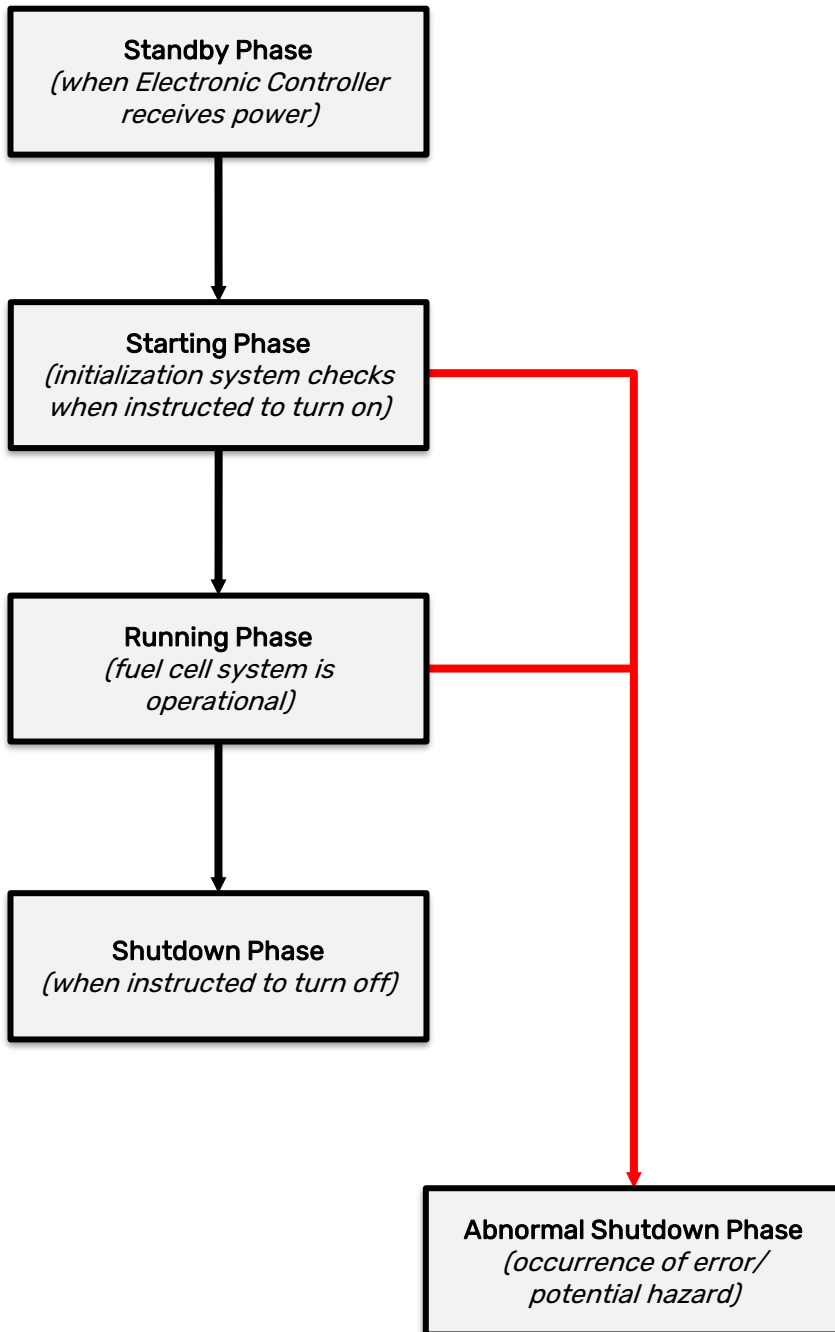 Standby Phase
(when Electronic Controller
receives power)
Starting Phase
(initialization system checks
when instructed to turn on)
Running Phase
(fuel cell system is
operational)
Shutdown Phase
(when instructed to turn off)
Abnormal Shutdown Phase
(occurrence of error/
potential hazard)